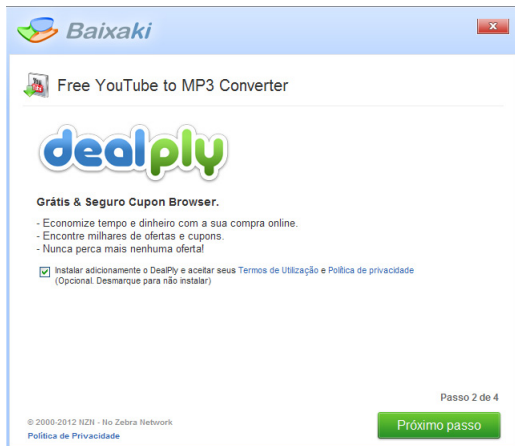 Baixaki
Free YouTube to MP3 Converter
dealply
Grátis & Seguro Cupon Browser.
- Economize tempo e dinheiro com a sua compra online.
- Encontre milhares de ofertas e cupons.
- Nunca perca mais nenhuma oferta!
Instalar adicionamente o DealPly e aceitar seus Termos de Utilização e Política de privacidade
(Opcional. Desmarque para não instalar)
Passo 2 de 4
© 2000-2012 NZN - No Zebra Network
Próximo passo
Política de Privacidade